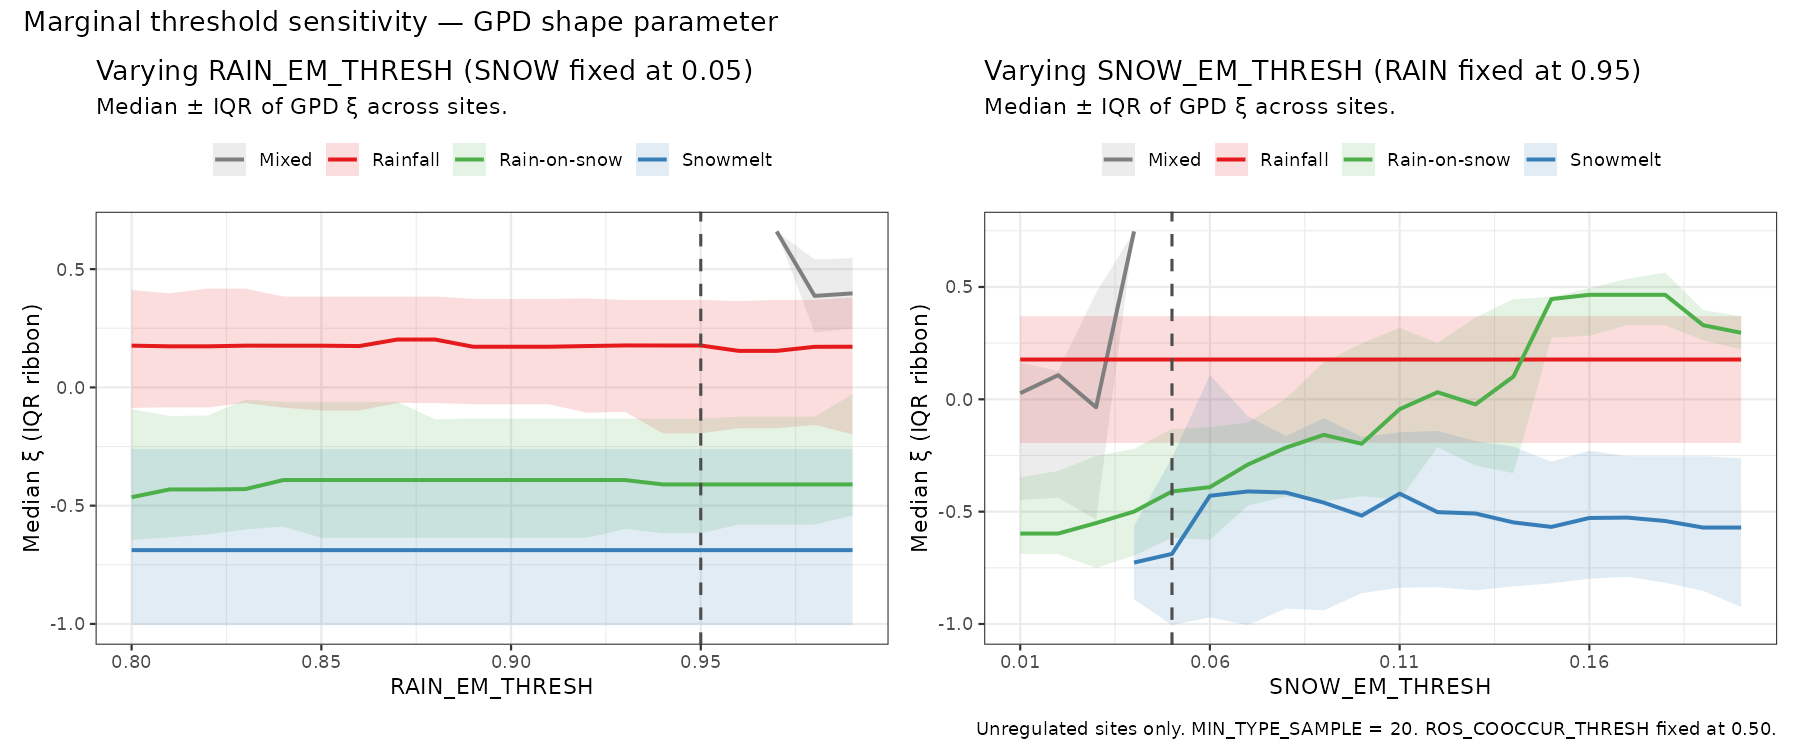 Marginal threshold sensitivity — GPD shape parameter
Varying RAIN_EM_THRESH (SNOW fixed at 0.05)
Median ± IQR of GPD ξ across sites.
Mixed Rainfall Rain-on-snow Snowmelt
Median ξ (IQR ribbon)
0.5
0.0
-0.5
-1.0
0.80 0.85 0.90 0.95
RAIN_EM_THRESH
Varying SNOW_EM_THRESH (RAIN fixed at 0.95)
Median ± IQR of GPD ξ across sites.
Mixed Rainfall Rain-on-snow Snowmelt
Median ξ (IQR ribbon)
0.5
0.0
-0.5
-1.0
0.01 0.06 0.11 0.16
SNOW_EM_THRESH
Unregulated sites only. MIN_TYPE_SAMPLE = 20. ROS_COOCCUR_THRESH fixed at 0.50.